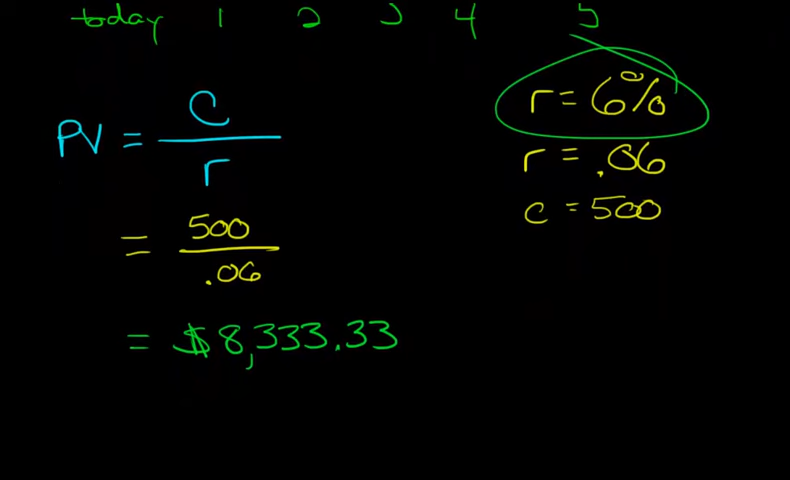 today 1 2 3 4 5
r = 6%
PV = C / r
r = .06
c = 500
= 500 / .06
= $8,333.33